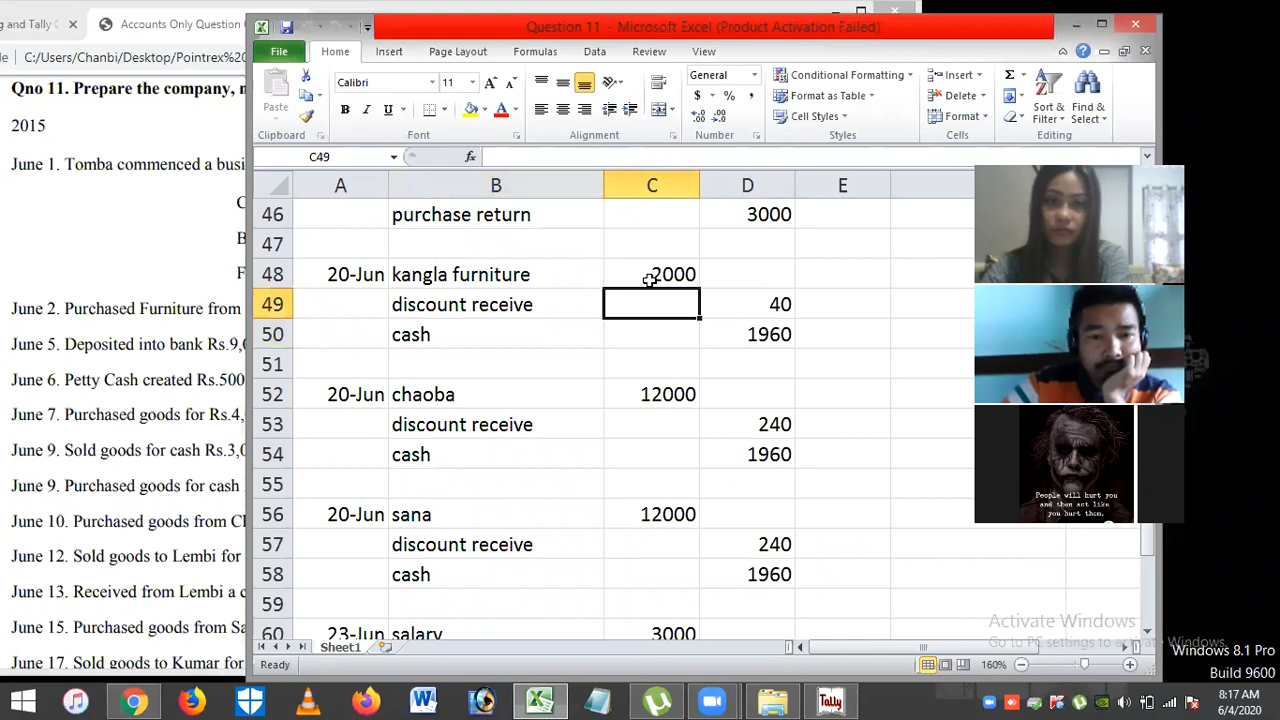 g and Tally C
Accounts Only Question
Question 11 - Microsoft Excel (Product Activation Failed)
C:/Users/Chanbi/Desktop/Pointrex%20
File Home Insert Page Layout Formulas Data Review View
Paste
Calibri 11
General
Conditional Formatting
Format as Table
Cell Styles
Insert
Delete
Format
Sort & Filter
Find & Select
Clipboard Font Alignment Number Styles Cells Editing
C49 fx
A B C D E
46 purchase return 3000
47
48 20-Jun kangla furniture 2000
49 discount receive 40
50 cash 1960
51
52 20-Jun chaoba 12000
53 discount receive 240
54 cash 1960
55
56 20-Jun sana 12000
57 discount receive 240
58 cash 1960
59
60 23-Jun salary 3000
Sheet1
Ready 160%
Qno 11. Prepare the company,
2015
June 1. Tomba commenced a busi
C
B
F
June 2. Purchased Furniture from
June 5. Deposited into bank Rs.9,
June 6. Petty Cash created Rs.500
June 7. Purchased goods for Rs.4,
June 9. Sold goods for cash Rs.3,
June 9. Purchased goods for cash
June 10. Purchased goods from
June 12. Sold goods to Lembi for
June 13. Received from Lembi a c
June 15. Purchased goods from Sa
June 17. Sold goods to Kumar for
People will hurt you
and then act like
you hurt them.
Activate Windows
Go to PC settings to activate Windows.
Windows 8.1 Pro
Build 9600
Tally
8:17 AM
6/4/2020